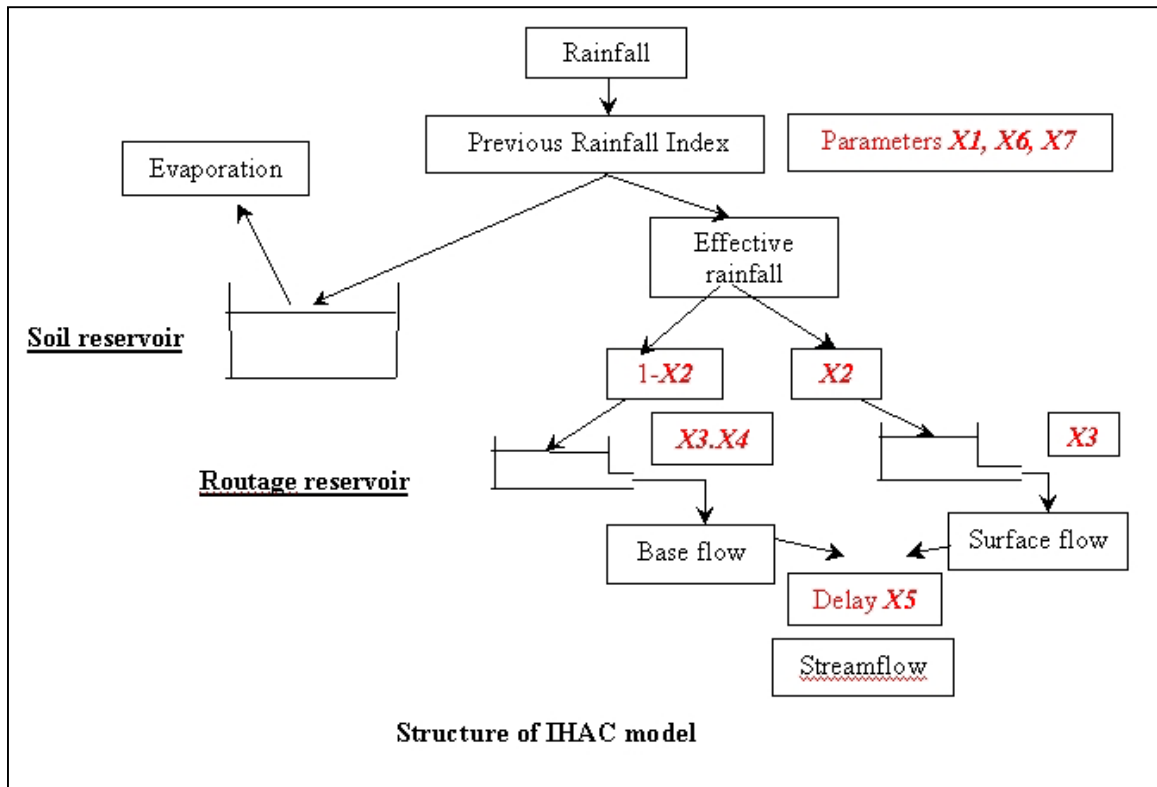 Rainfall
Previous Rainfall Index
Parameters X1, X6, X7
Evaporation
Effective
rainfall
Soil reservoir
1-X2
X2
X3.X4
X3
Routage reservoir
Base flow
Surface flow
Delay X5
Streamflow
Structure of IHAC model